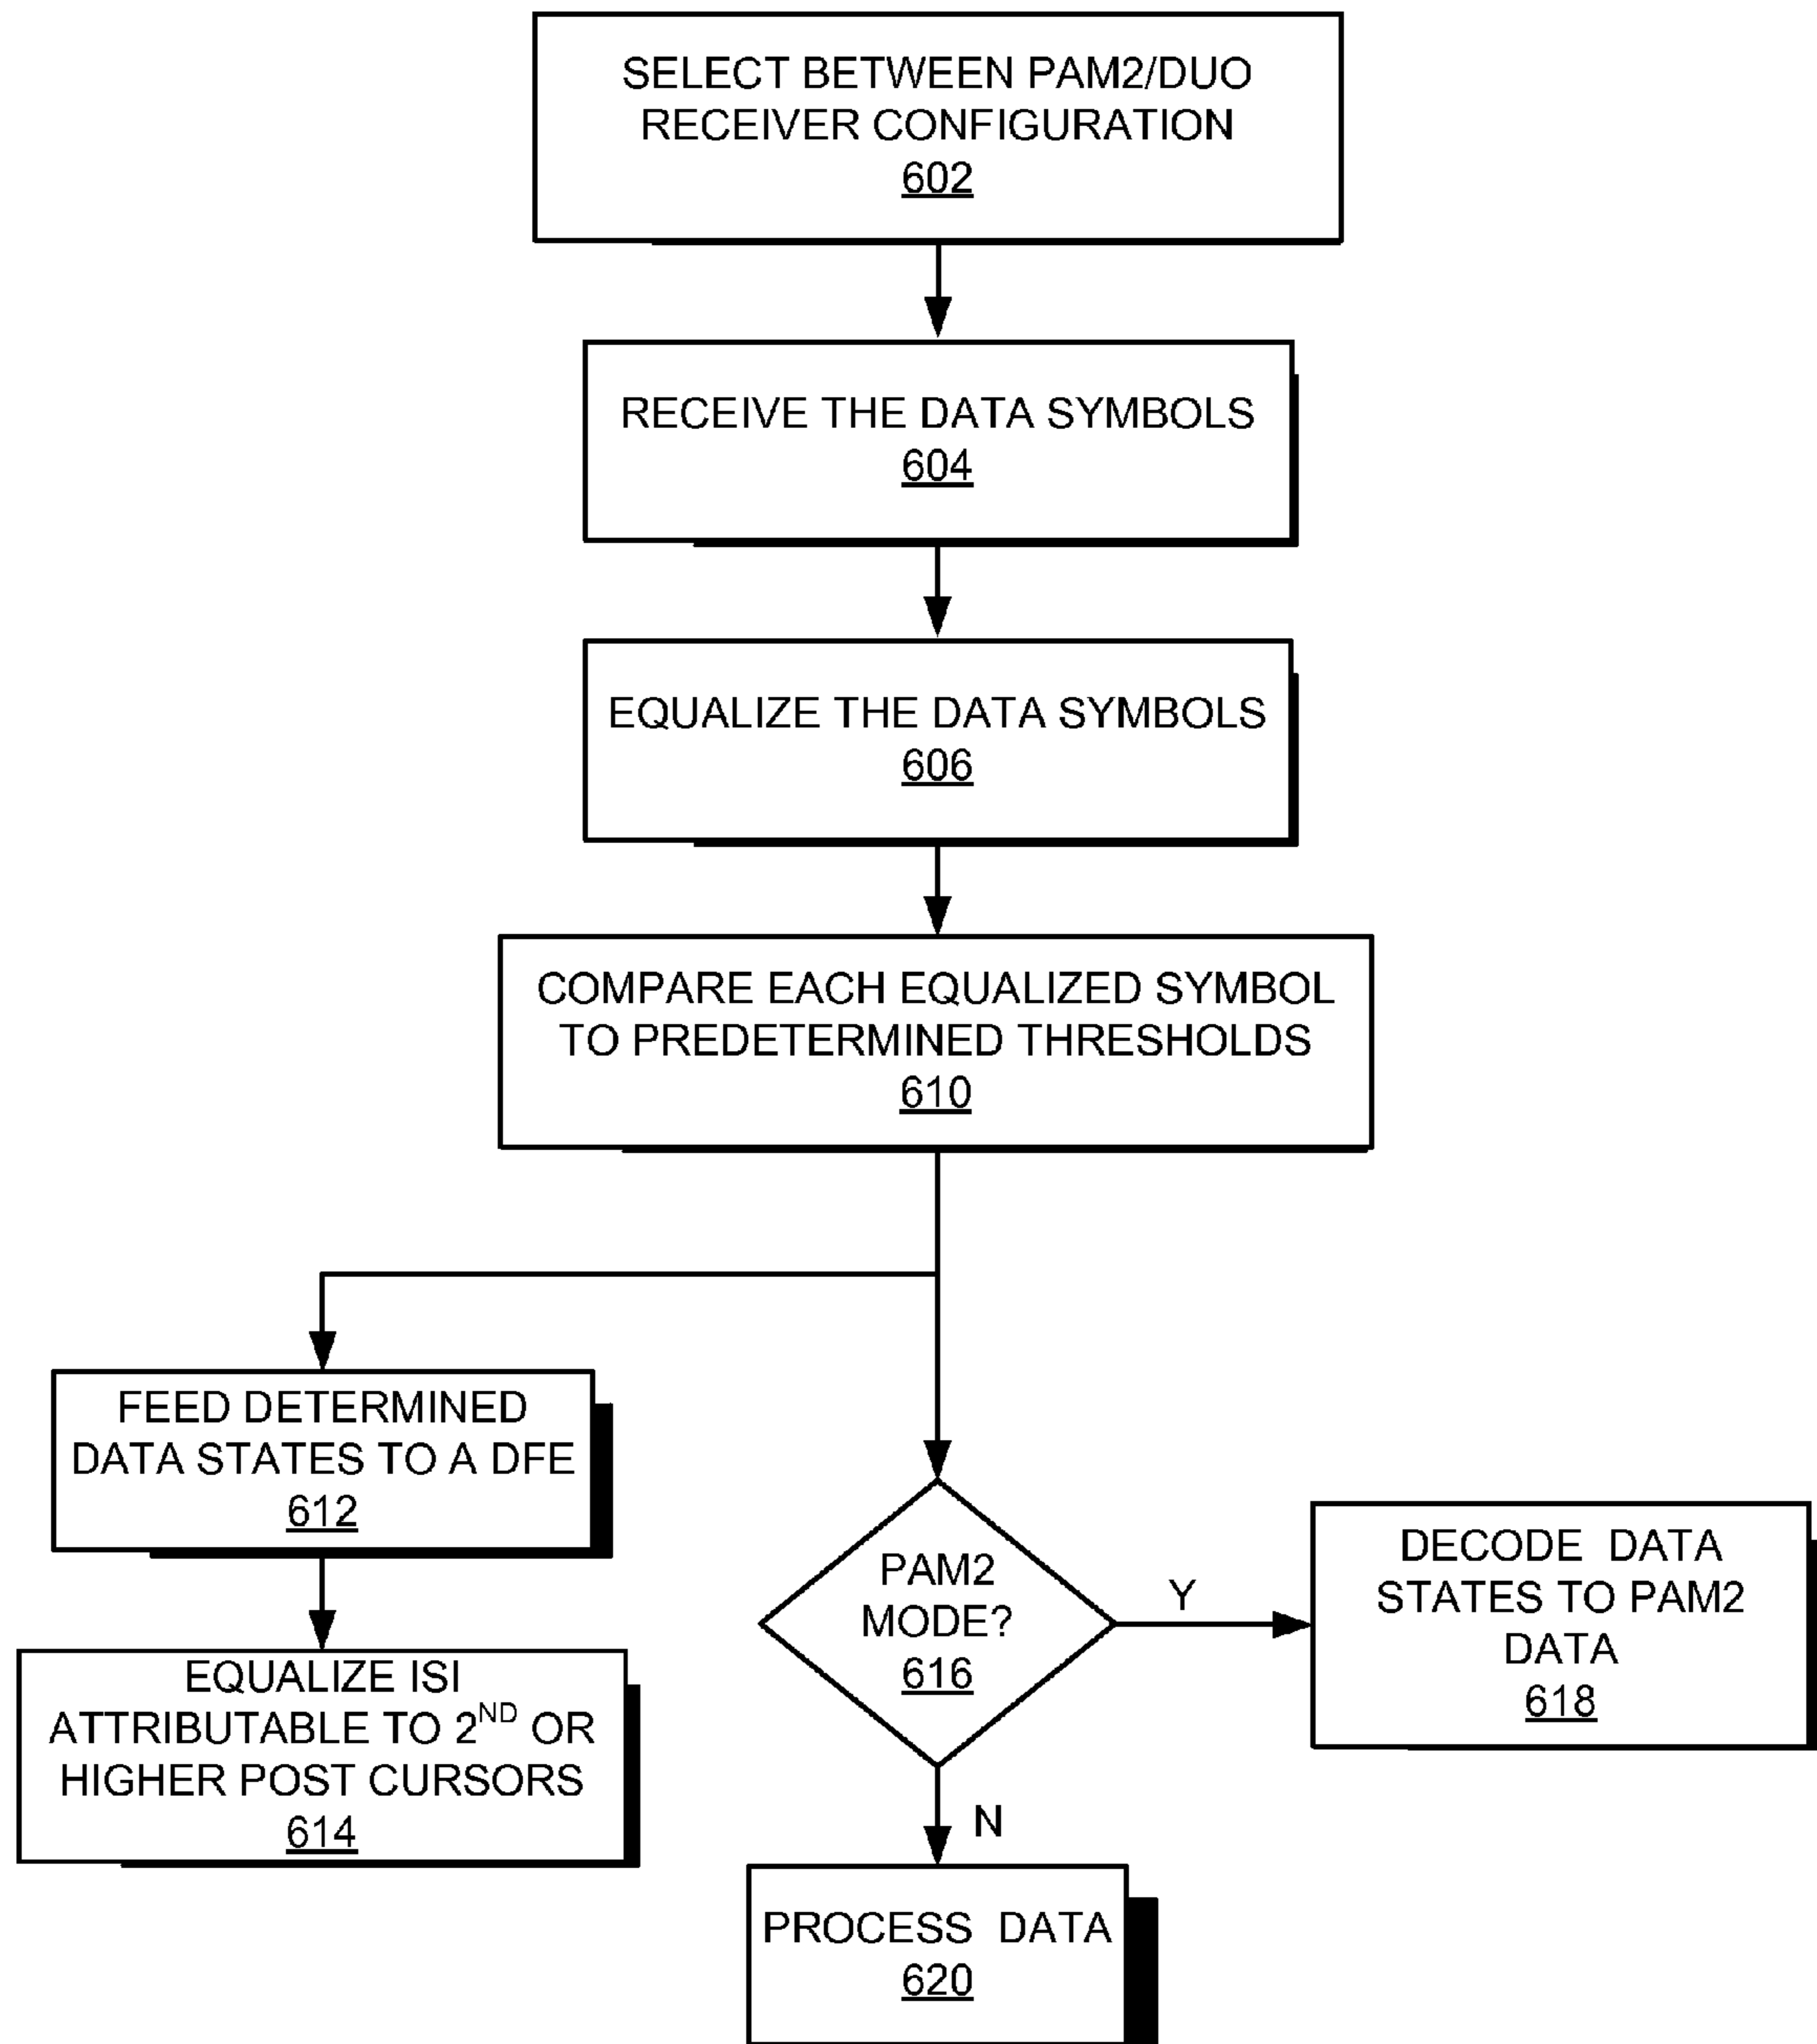 SELECT BETWEEN PAM2/DUO
RECEIVER CONFIGURATION
602
RECEIVE THE DATA SYMBOLS
604
EQUALIZE THE DATA SYMBOLS
606
COMPARE EACH EQUALIZED SYMBOL
TO PREDETERMINED THRESHOLDS
610
FEED DETERMINED
DATA STATES TO A DFE
612
EQUALIZE ISI
ATTRIBUTABLE TO 2ND OR
HIGHER POST CURSORS
614
PAM2
MODE?
616
Y
DECODE DATA
STATES TO PAM2
DATA
618
N
PROCESS DATA
620